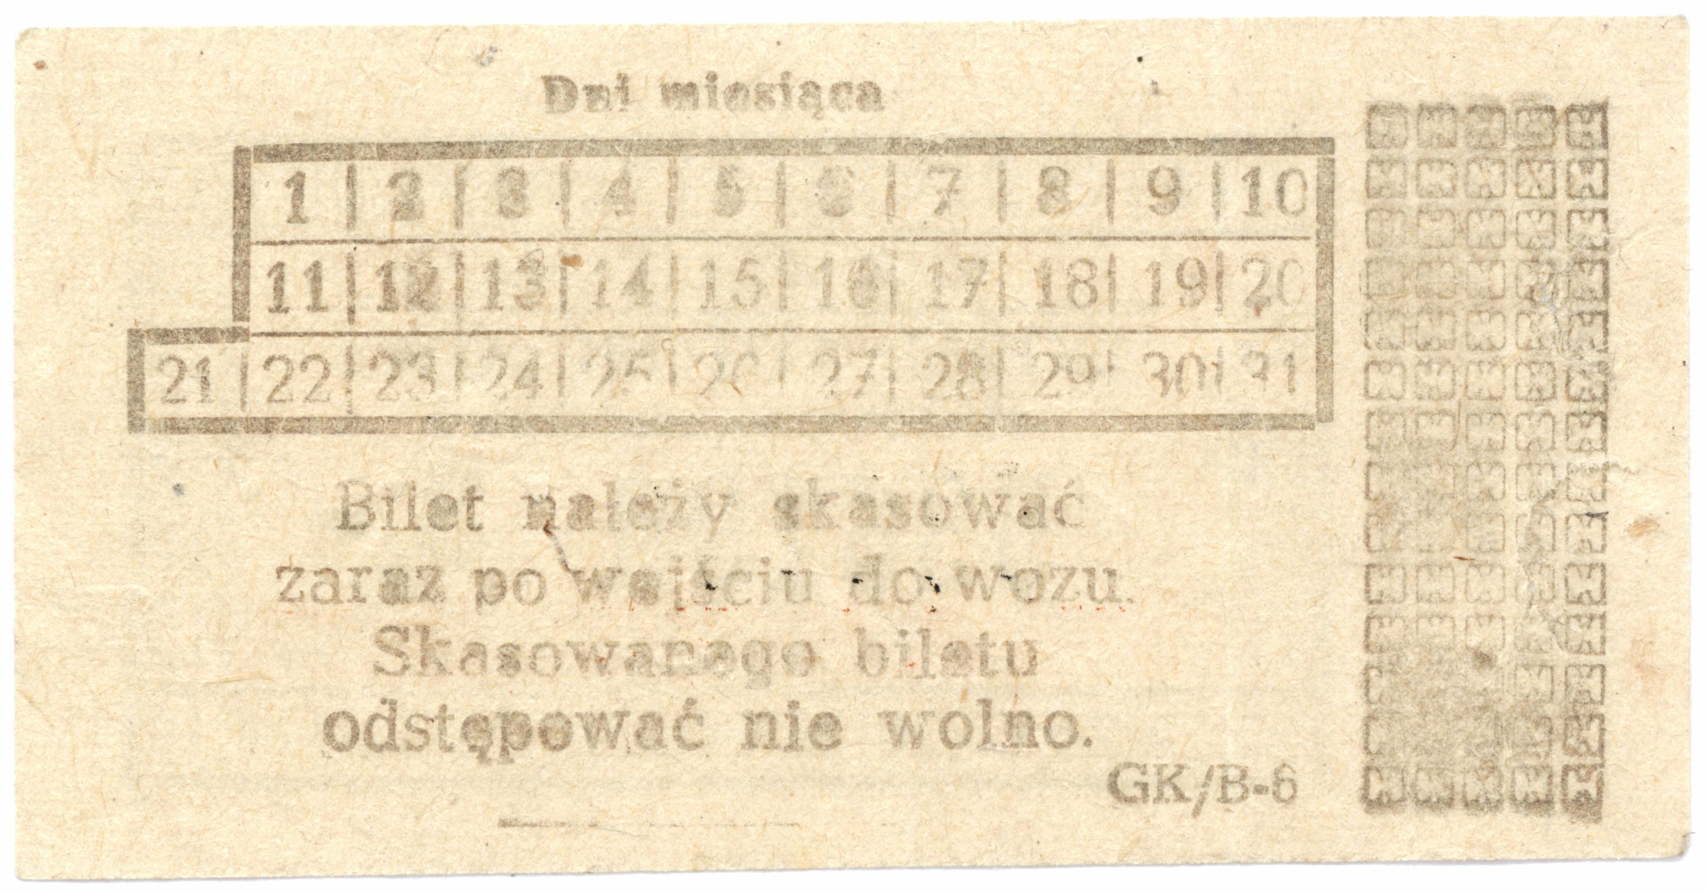 Dni miesiąca
1 | 2 | 3 | 4 | 5 | 6 | 7 | 8 | 9 | 10
11 | 12 | 13 | 14 | 15 | 16 | 17 | 18 | 19 | 20
21 | 22 | 23 | 24 | 25 | 26 | 27 | 28 | 29 | 30 | 31
Bilet należy skasować
zaraz po wejściu do wozu.
Skasowanego biletu
odstępować nie wolno.
GK/B-6